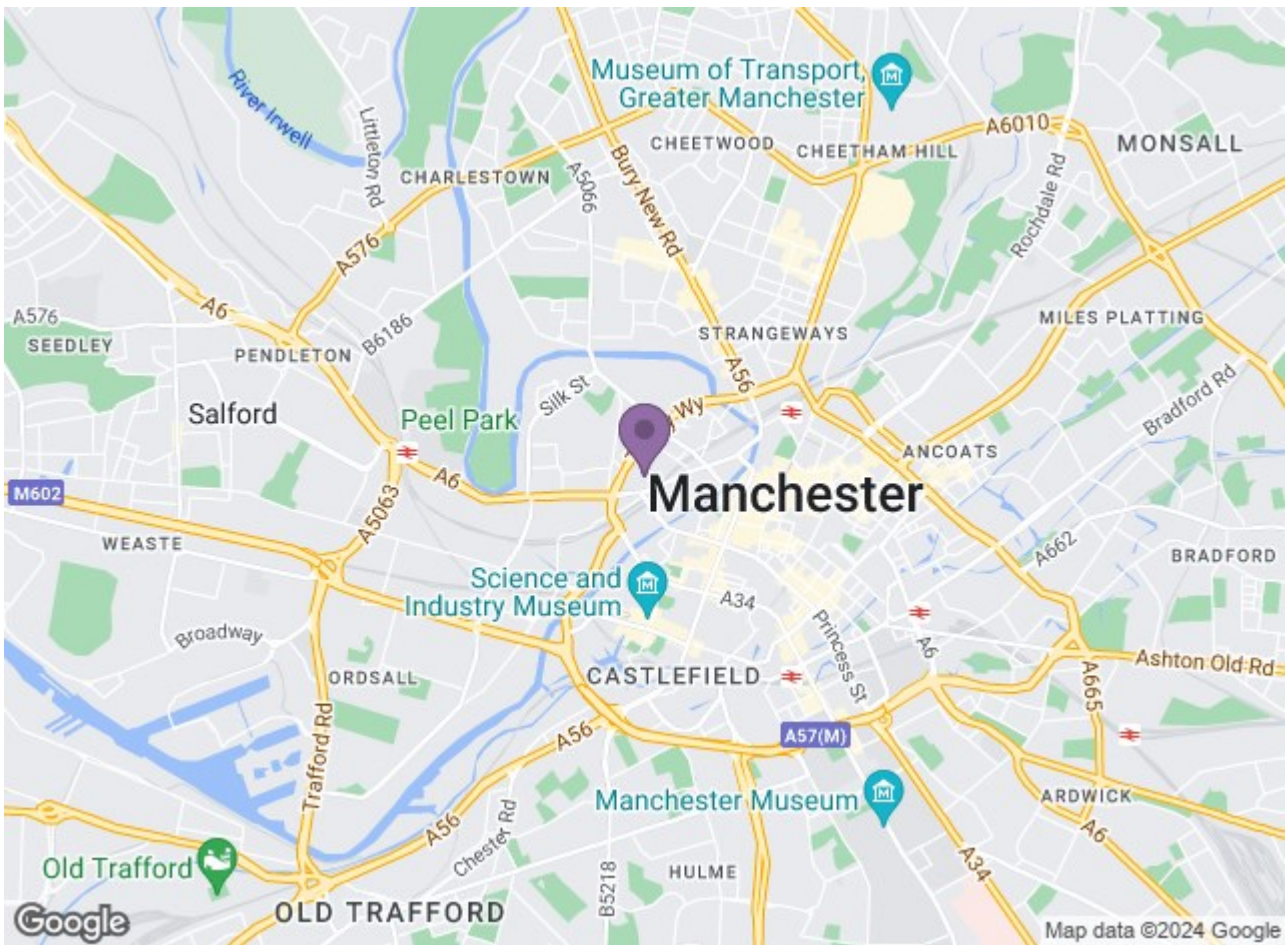 Museum of Transport,
Greater Manchester
River Irwell
Littleton Rd
CHEETWOOD
CHEETHAM HILL
A6010
MONSALL
CHARLESTOWN
A5066
Bury New Rd
Rochdale Rd
A576
A6
A576
SEEDLEY
PENDLETON
B6186
STRANGEWAYS
MILES PLATTING
A56
Silk St
Bradford Rd
Salford
Peel Park
Wy
ANCOATS
M602
A6
Manchester
A5063
WEASTE
A662
BRADFORD
Science and
Industry Museum
A34
Broadway
Princess St
A6
ORDSALL
CASTLEFIELD
Ashton Old Rd
A665
Trafford Rd
A56
A57(M)
Manchester Museum
ARDWICK
A56
Chester Rd
A6
Old Trafford
HULME
A34
B5218
OLD TRAFFORD
Google
Map data ©2024 Google